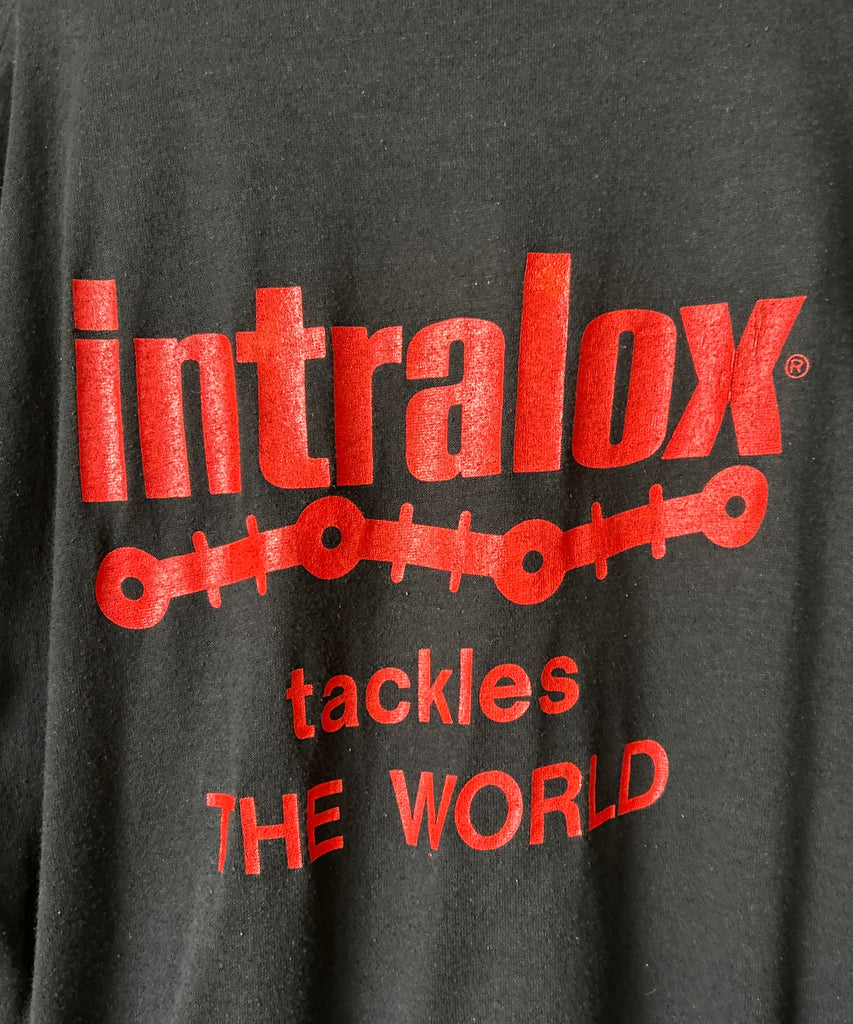 intralox®
tackles
THE WORLD